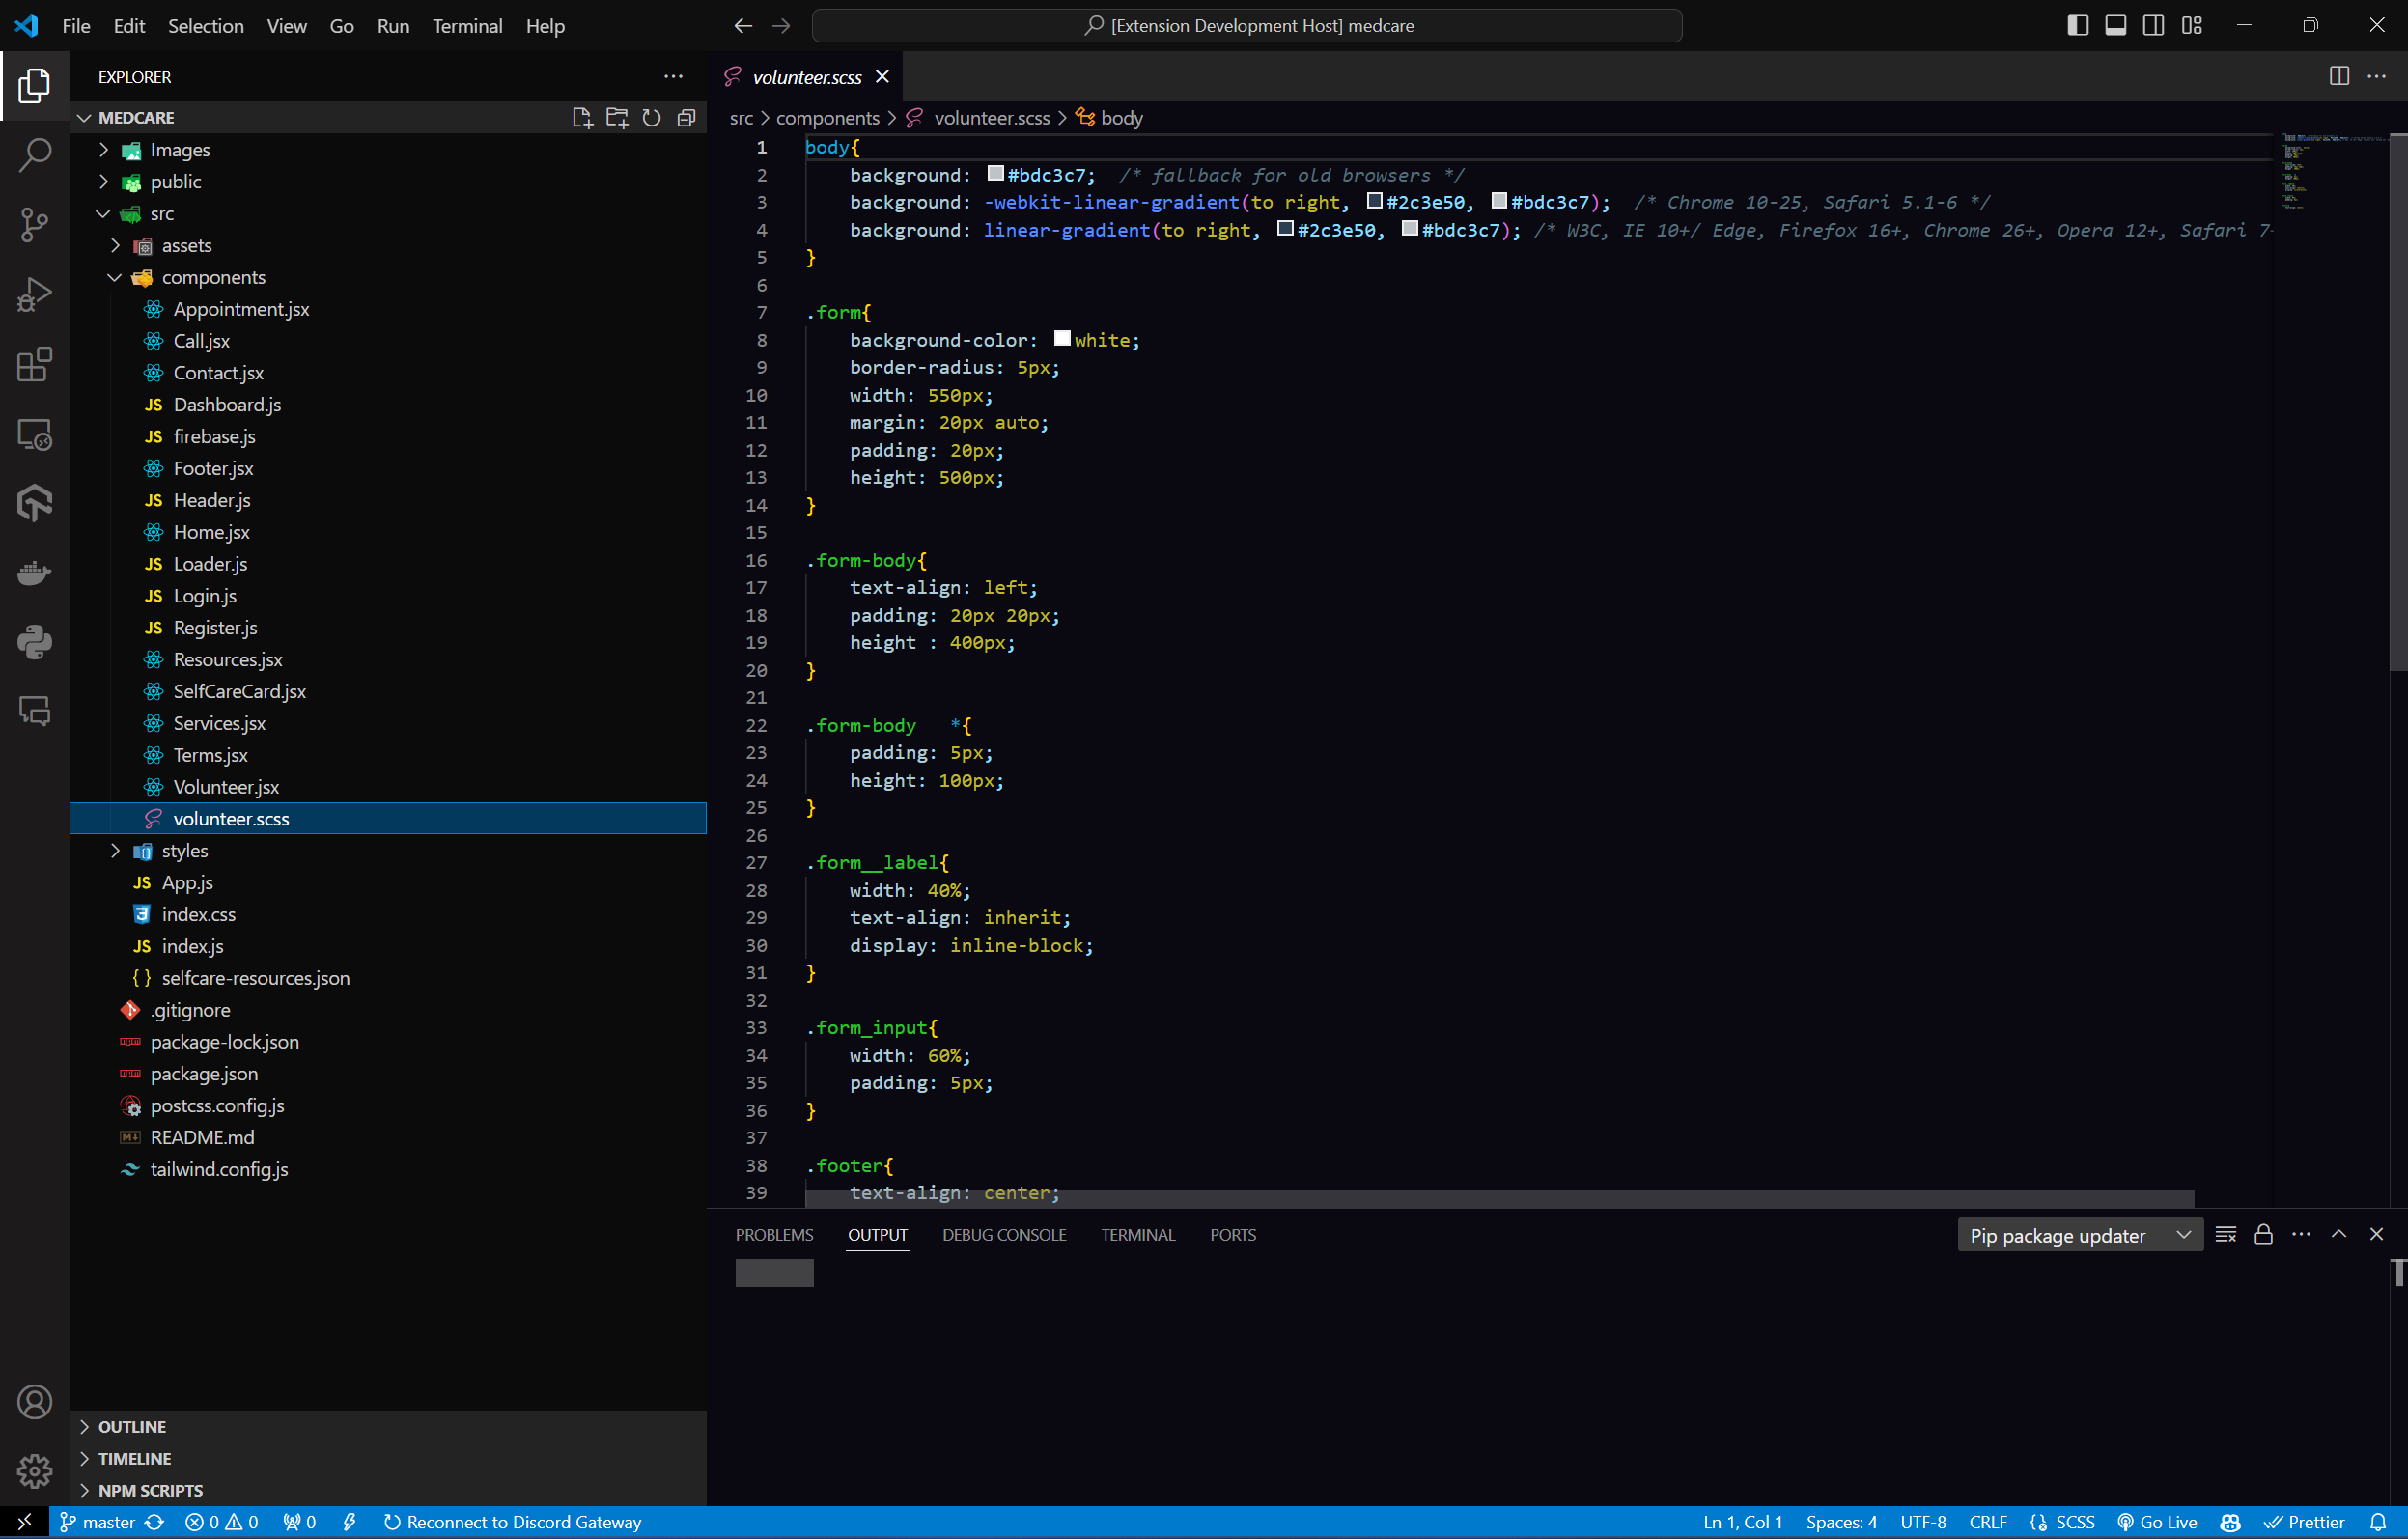 File Edit Selection View Go Run Terminal Help
[Extension Development Host] medcare
EXPLORER
MEDCARE
Images
public
src
assets
components
Appointment.jsx
Call.jsx
Contact.jsx
JS Dashboard.js
JS firebase.js
Footer.jsx
JS Header.js
Home.jsx
JS Loader.js
JS Login.js
JS Register.js
Resources.jsx
SelfCareCard.jsx
Services.jsx
Terms.jsx
Volunteer.jsx
volunteer.scss
styles
JS App.js
index.css
JS index.js
{ } selfcare-resources.json
.gitignore
package-lock.json
package.json
postcss.config.js
README.md
tailwind.config.js
OUTLINE
TIMELINE
NPM SCRIPTS
volunteer.scss
src > components > volunteer.scss > body
1 body{
2 background: #bdc3c7; /* fallback for old browsers */
3 background: -webkit-linear-gradient(to right, #2c3e50, #bdc3c7); /* Chrome 10-25, Safari 5.1-6 */
4 background: linear-gradient(to right, #2c3e50, #bdc3c7); /* W3C, IE 10+/ Edge, Firefox 16+, Chrome 26+, Opera 12+, Safari 7
5 }
6
7 .form{
8 background-color: white;
9 border-radius: 5px;
10 width: 550px;
11 margin: 20px auto;
12 padding: 20px;
13 height: 500px;
14 }
15
16 .form-body{
17 text-align: left;
18 padding: 20px 20px;
19 height : 400px;
20 }
21
22 .form-body *{
23 padding: 5px;
24 height: 100px;
25 }
26
27 .form__label{
28 width: 40%;
29 text-align: inherit;
30 display: inline-block;
31 }
32
33 .form_input{
34 width: 60%;
35 padding: 5px;
36 }
37
38 .footer{
39 text-align: center;
PROBLEMS OUTPUT DEBUG CONSOLE TERMINAL PORTS
Pip package updater
master 0 0 0 Reconnect to Discord Gateway Ln 1, Col 1 Spaces: 4 UTF-8 CRLF SCSS Go Live Prettier